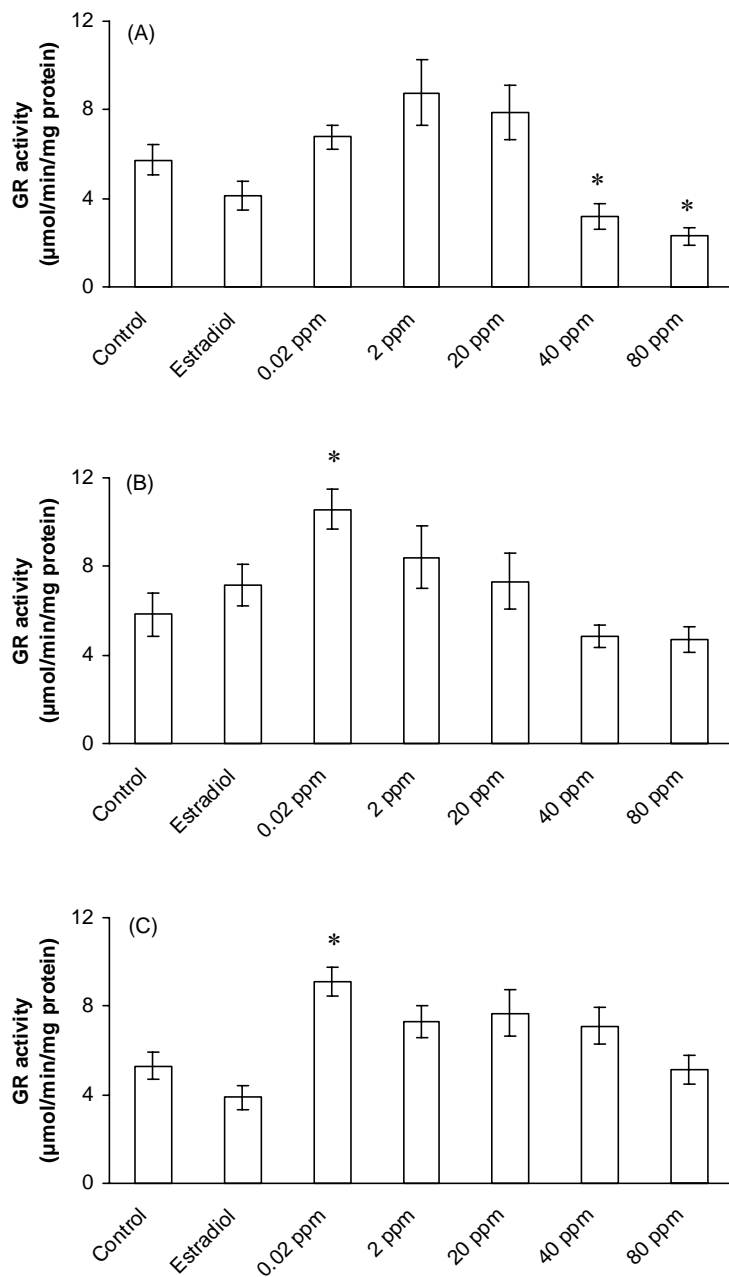 (A)
GR activity
(µmol/min/mg protein)
12
8
4
0
*
*
Control
Estradiol
0.02 ppm
2 ppm
20 ppm
40 ppm
80 ppm
(B)
GR activity
(µmol/min/mg protein)
12
8
4
0
*
Control
Estradiol
0.02 ppm
2 ppm
20 ppm
40 ppm
80 ppm
(C)
GR activity
(µmol/min/mg protein)
12
8
4
0
*
Control
Estradiol
0.02 ppm
2 ppm
20 ppm
40 ppm
80 ppm